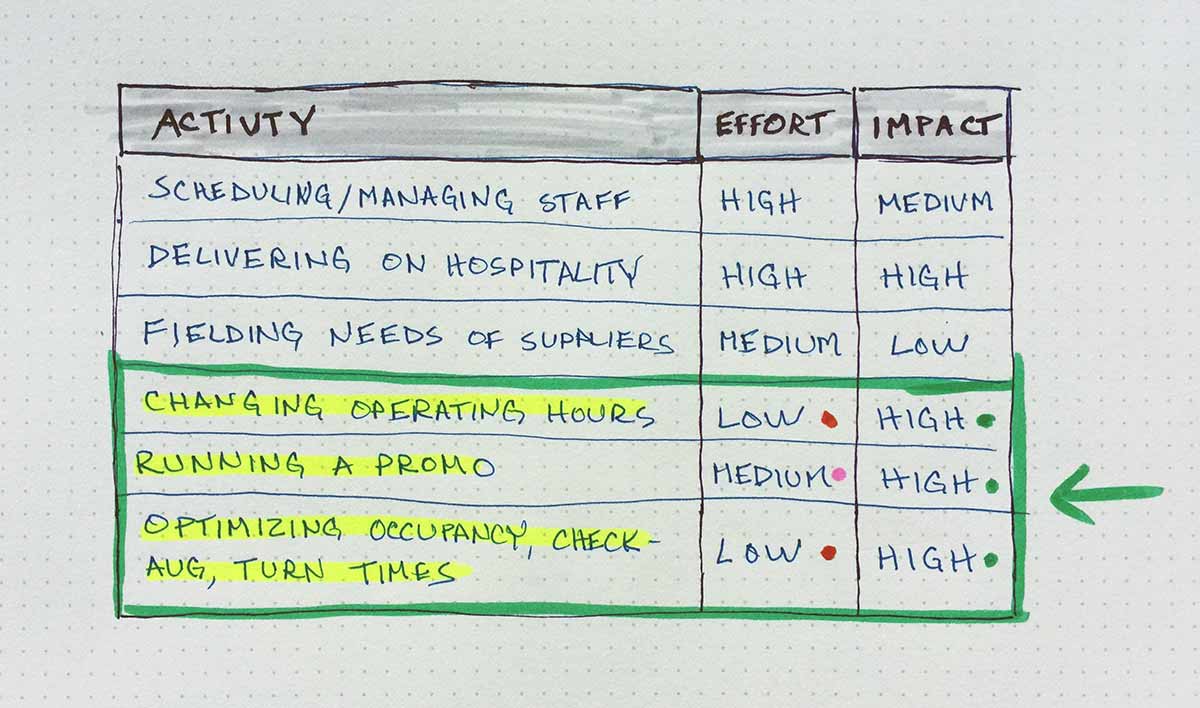 ACTIVTY EFFORT IMPACT
SCHEDULING/MANAGING STAFF HIGH MEDIUM
DELIVERING ON HOSPITALITY HIGH HIGH
FIELDING NEEDS OF SUPPLIERS MEDIUM LOW
CHANGING OPERATING HOURS LOW HIGH
RUNNING A PROMO MEDIUM HIGH
OPTIMIZING OCCUPANCY, CHECK- LOW HIGH
AUG, TURN TIMES